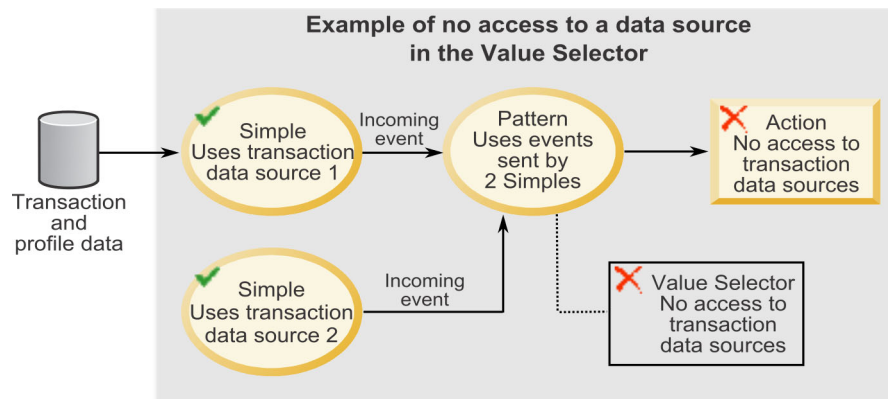 Example of no access to a data source
in the Value Selector
Transaction
and
profile data
Simple
Uses transaction
data source 1
Incoming
event
Pattern
Uses events
sent by
2 Simples
Action
No access to
transaction
data sources
Simple
Uses transaction
data source 2
Incoming
event
Value Selector
No access to
transaction
data sources